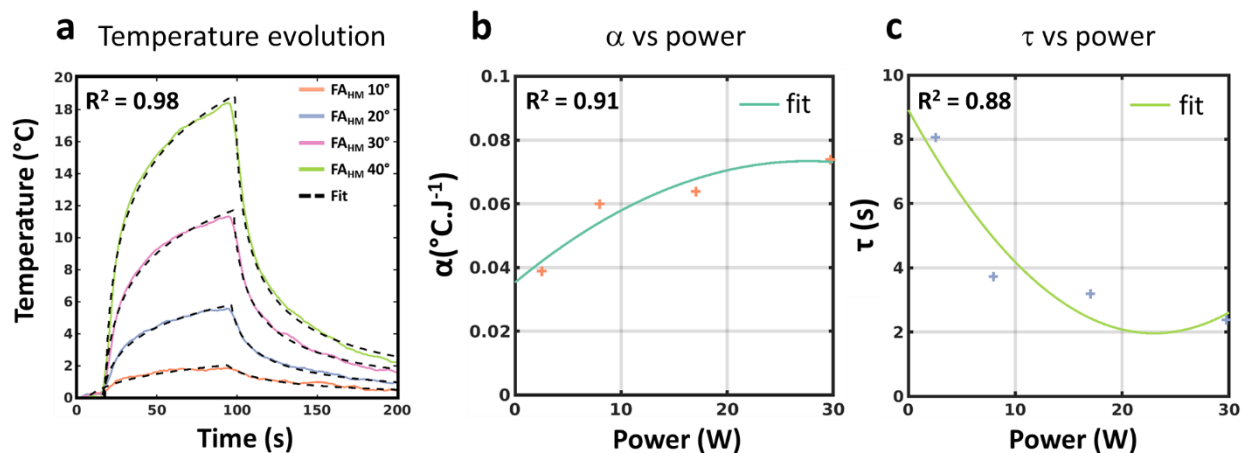 a Temperature evolution
Temperature (°C)
20
18
16
14
12
10
8
6
4
2
0
R² = 0.98
FA_HM 10°
FA_HM 20°
FA_HM 30°
FA_HM 40°
Fit
0 50 100 150 200
Time (s)
b α vs power
α(°C.J⁻¹)
0.1
0.08
0.06
0.04
0.02
0
R² = 0.91
fit
0 10 20 30
Power (W)
c τ vs power
τ (s)
10
8
6
4
2
0
R² = 0.88
fit
0 10 20 30
Power (W)